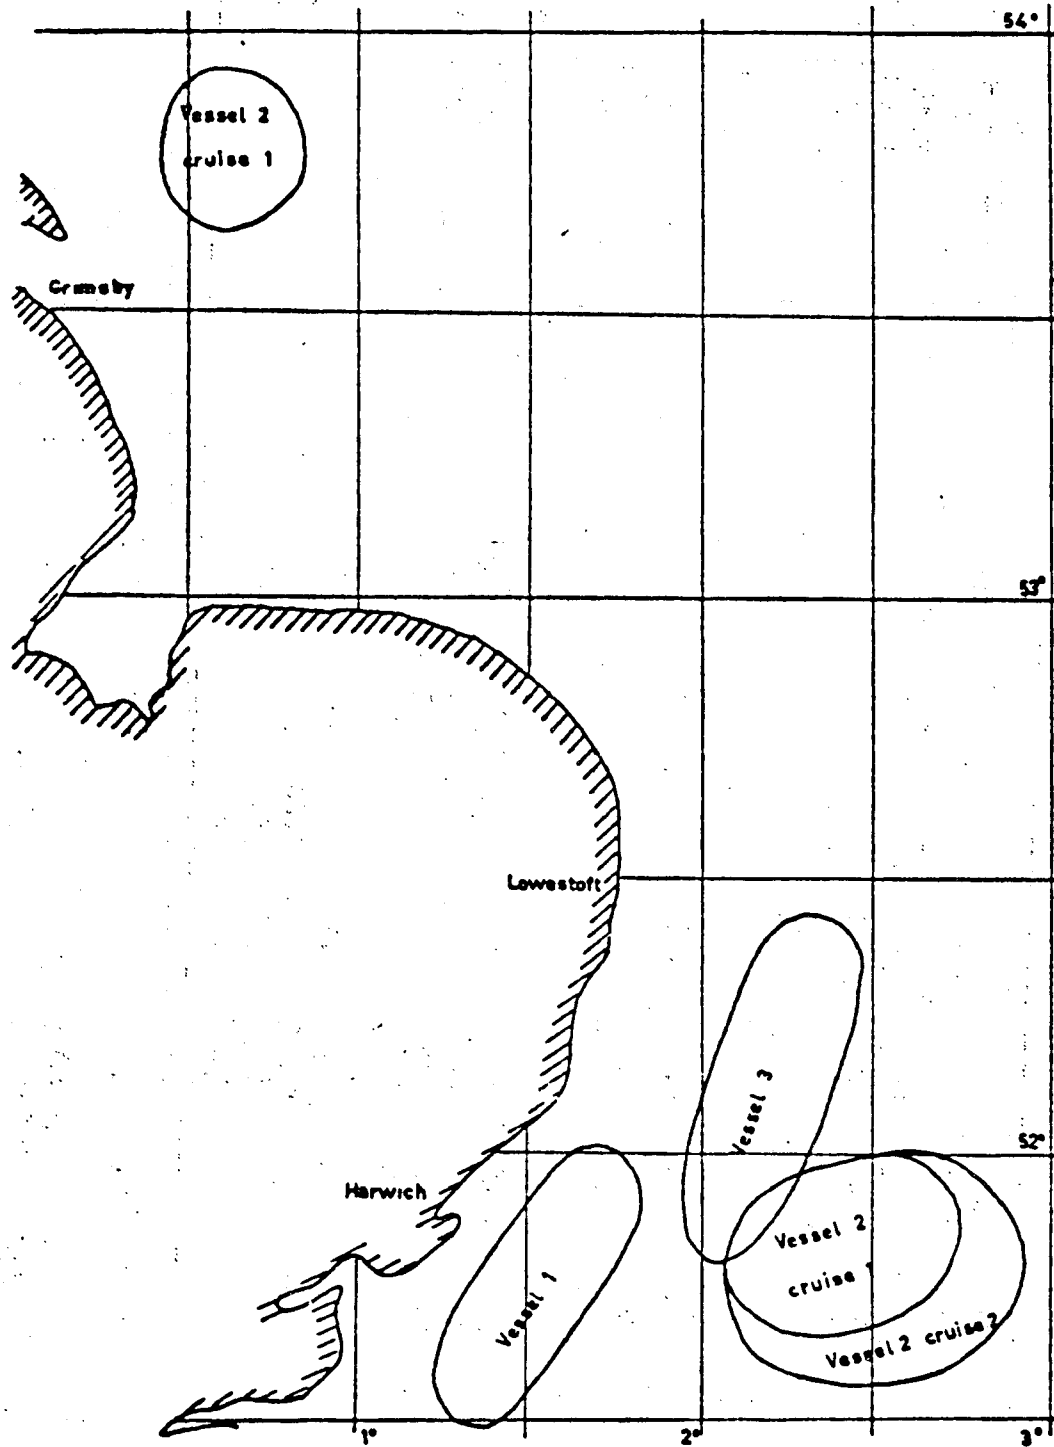 54°
Vessel 2
cruise 1
Grimsby
53°
Lowestoft
Vessel 3
52°
Harwich
Vessel 2
cruise 1
Vessel 1
Vessel 2 cruise 2
1°
2°
3°